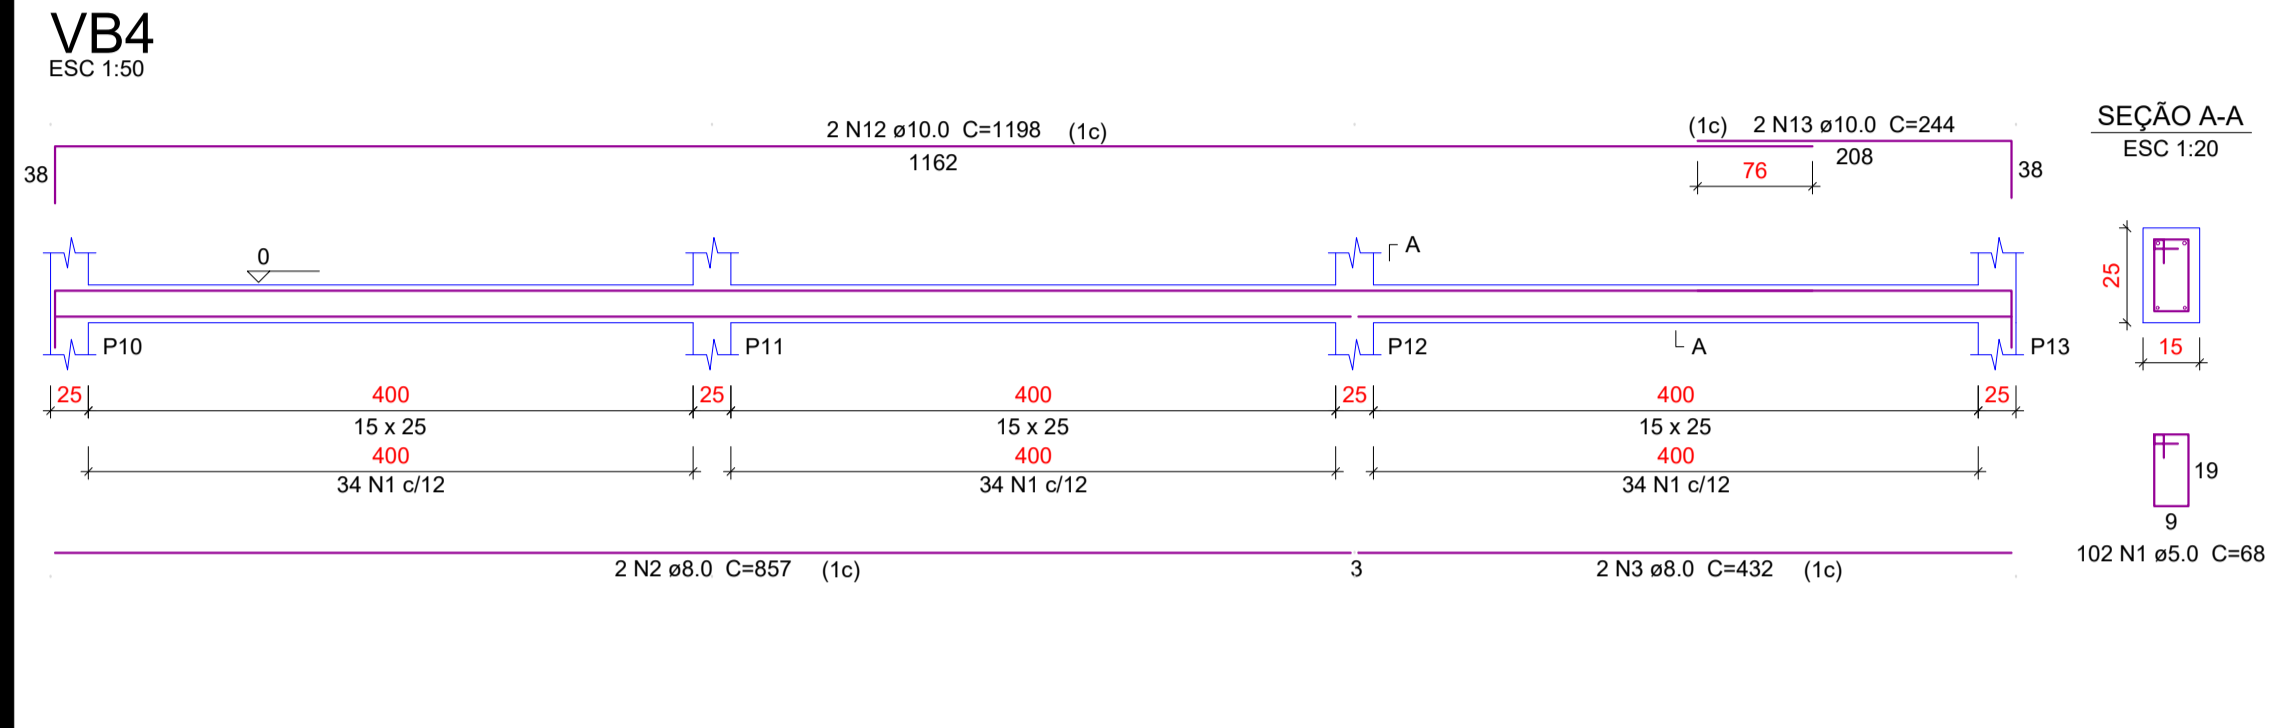 VB4
ESC 1:50
2 N12 ø10.0 C=1198 (1c)
1162
38
(1c) 2 N13 ø10.0 C=244
208
76
38
SEÇÃO A-A
ESC 1:20
0
A
A
P10
P11
P12
P13
25
15
25 400 25 400 25 400 25
15 x 25 15 x 25 15 x 25
400 400 400
34 N1 c/12 34 N1 c/12 34 N1 c/12
19
9
102 N1 ø5.0 C=68
2 N2 ø8.0 C=857 (1c)
3
2 N3 ø8.0 C=432 (1c)